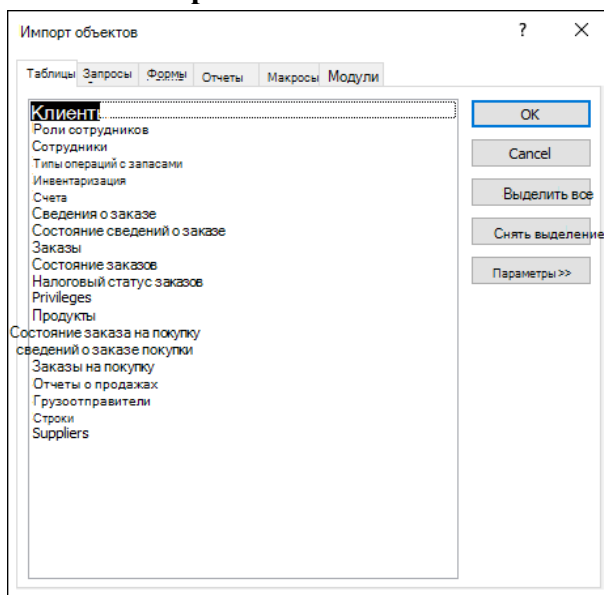 Импорт объектов ?
Таблицы Запросы Формы Отчеты Макросы Модули
Клиенты
Роли сотрудников
Сотрудники
Типы операций с запасами
Инвентаризация
Счета
Сведения о заказе
Состояние сведений о заказе
Заказы
Состояние заказов
Налоговый статус заказов
Privileges
Продукты
Состояние заказа на покупку
сведений о заказе покупки
Заказы на покупку
Отчеты о продажах
Грузоотправители
Строки
Suppliers
OK
Cancel
Выделить все
Снять выделение
Параметры >>